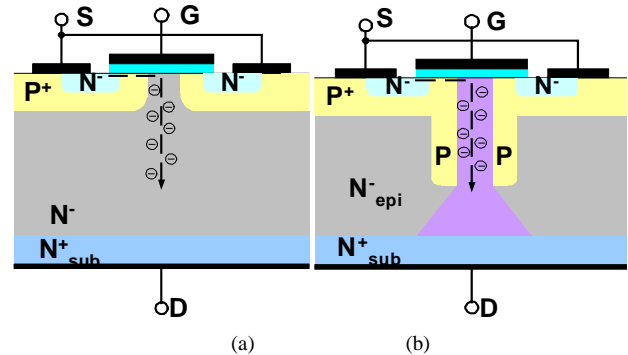 S G
N⁻ N⁻
P⁺
N⁻
N⁺sub
D
(a)
S G
N⁻ N⁻
P⁺
P P
N⁻epi
N⁺sub
D
(b)